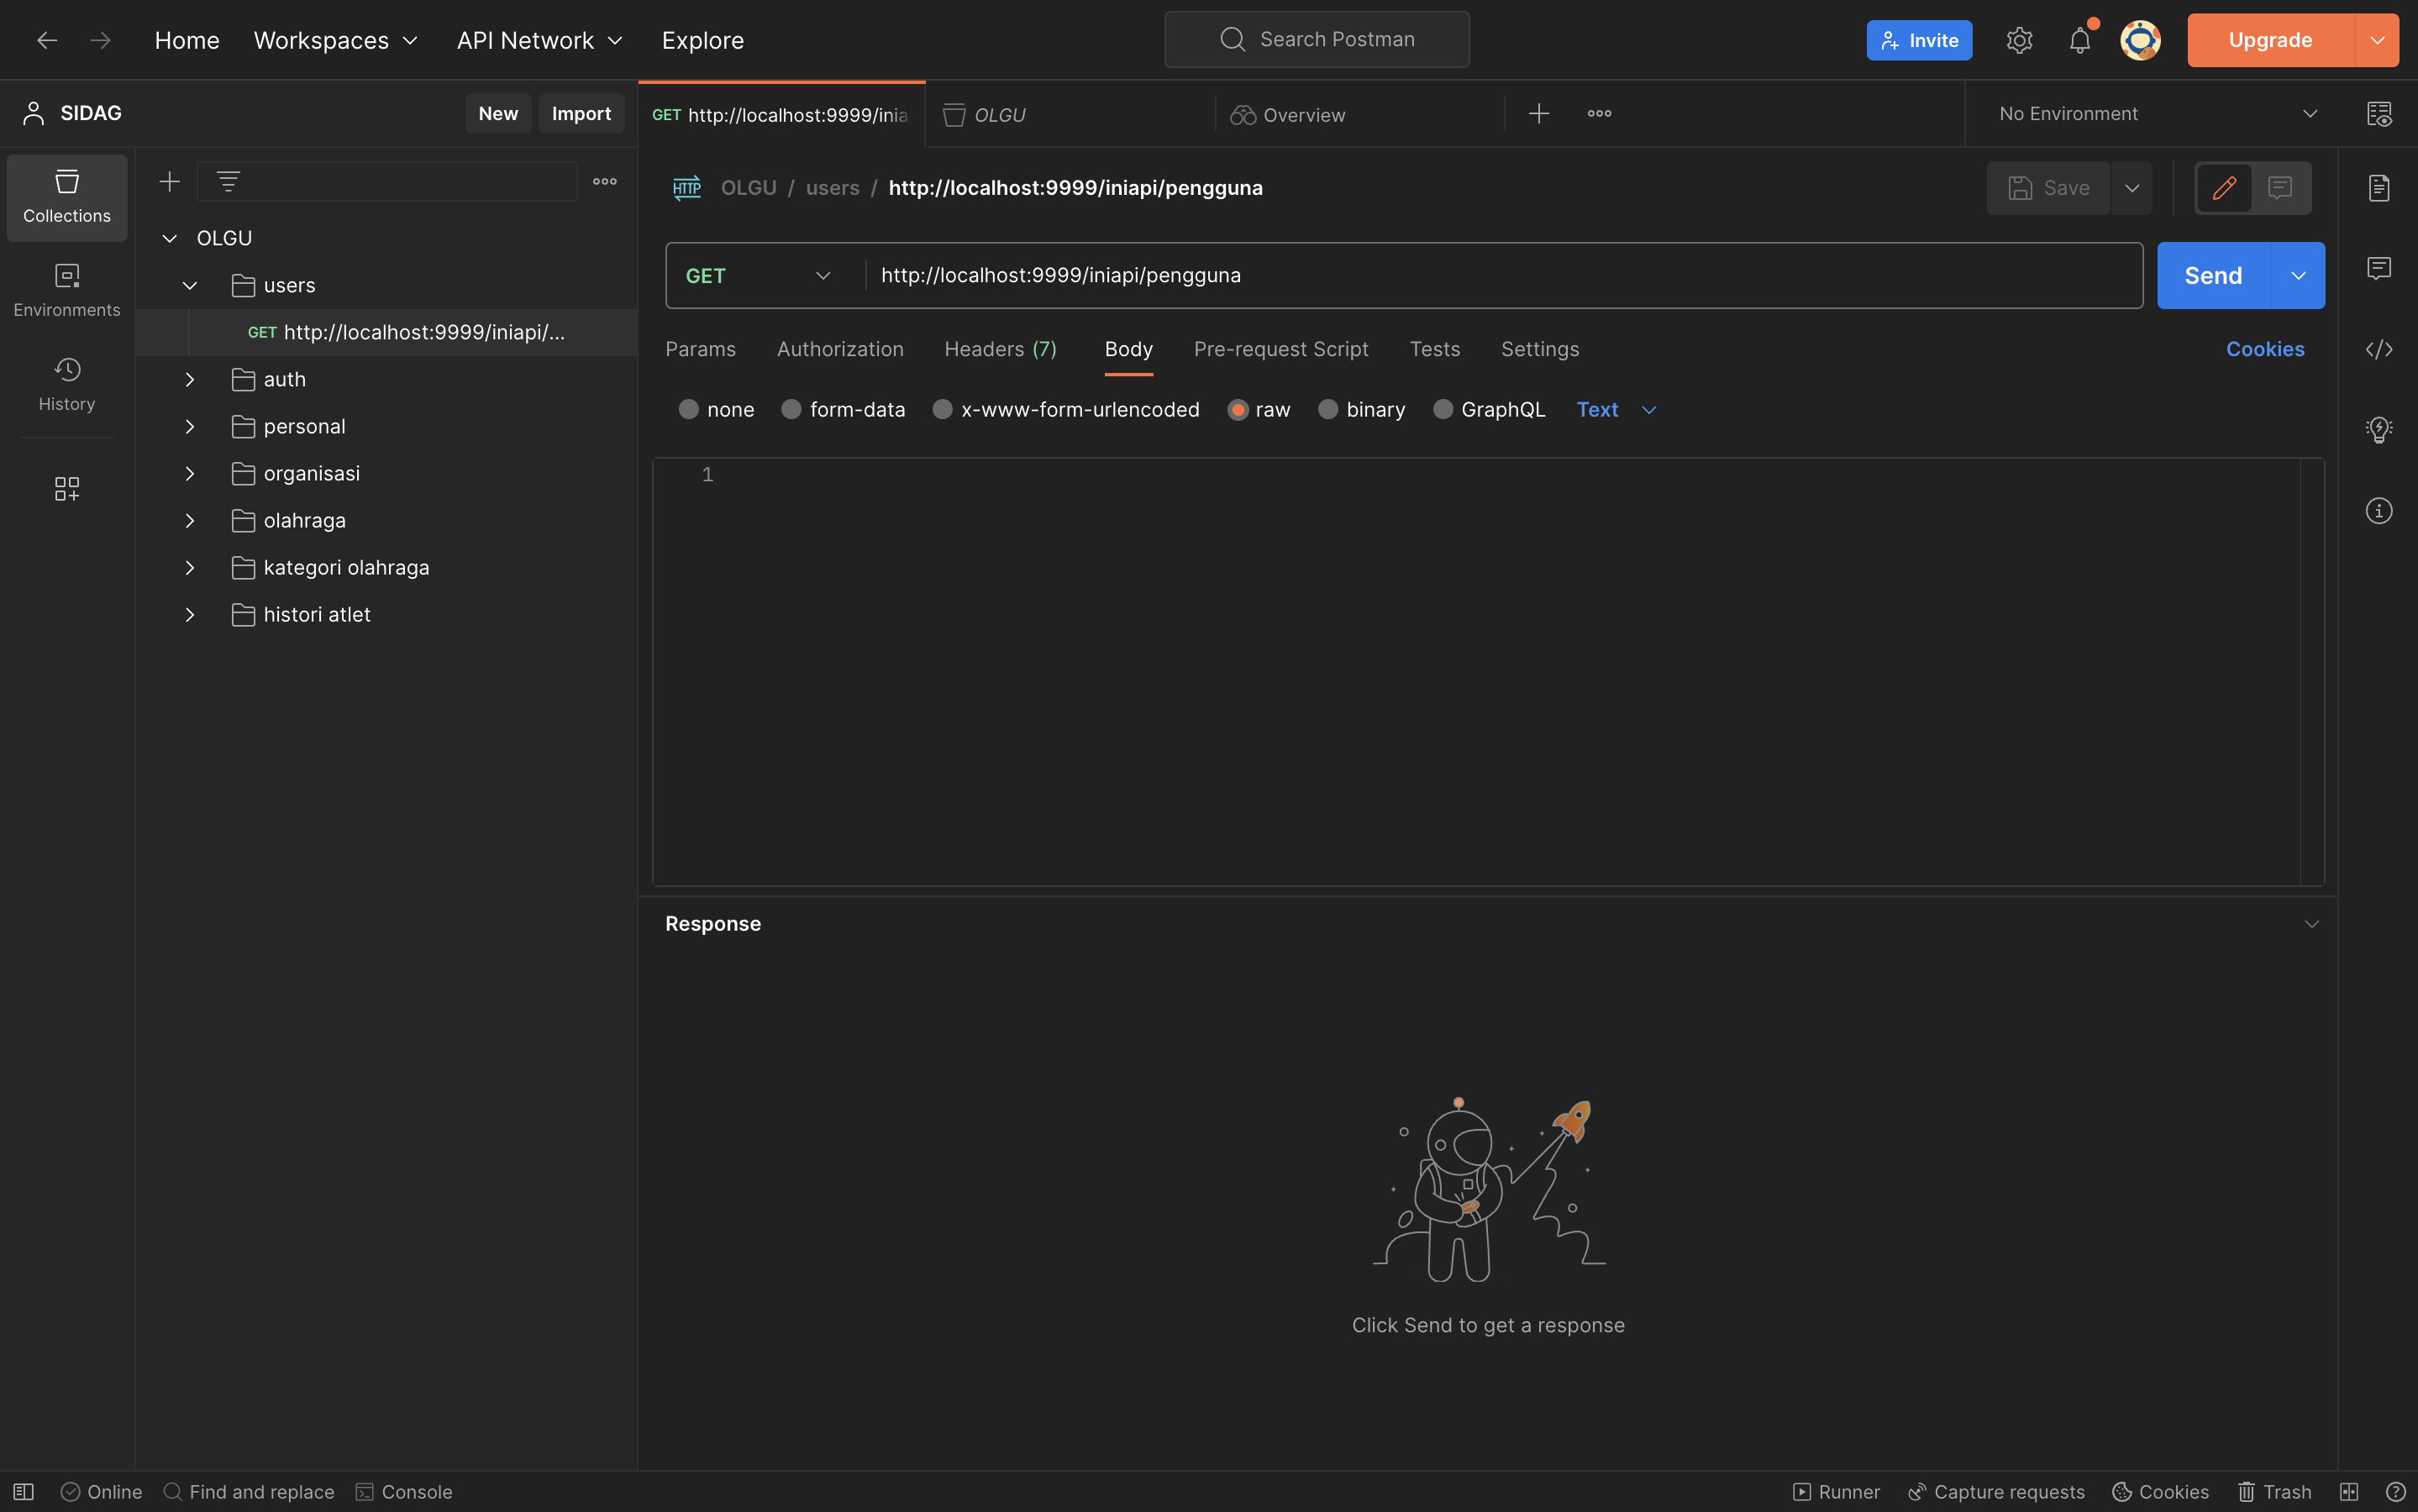 Home Workspaces API Network Explore Search Postman Invite Upgrade
SIDAG New Import GET http://localhost:9999/inia OLGU Overview No Environment
Collections
Environments
History
OLGU
users
GET http://localhost:9999/iniapi/...
auth
personal
organisasi
olahraga
kategori olahraga
histori atlet
HTTP OLGU / users / http://localhost:9999/iniapi/pengguna Save
GET http://localhost:9999/iniapi/pengguna Send
Params Authorization Headers (7) Body Pre-request Script Tests Settings Cookies
none form-data x-www-form-urlencoded raw binary GraphQL Text
1
Response
Click Send to get a response
Online Find and replace Console Runner Capture requests Cookies Trash